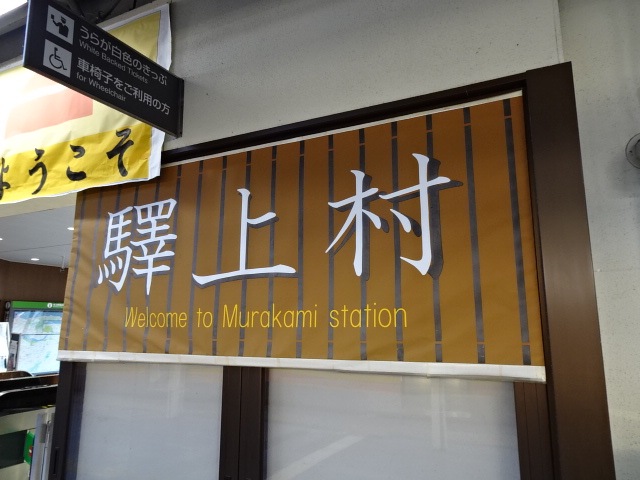 うらが白色のきっぷ
White Backed Tickets
車椅子をご利用の方
for Wheelchair
ようこそ
驛上村
Welcome to Murakami station